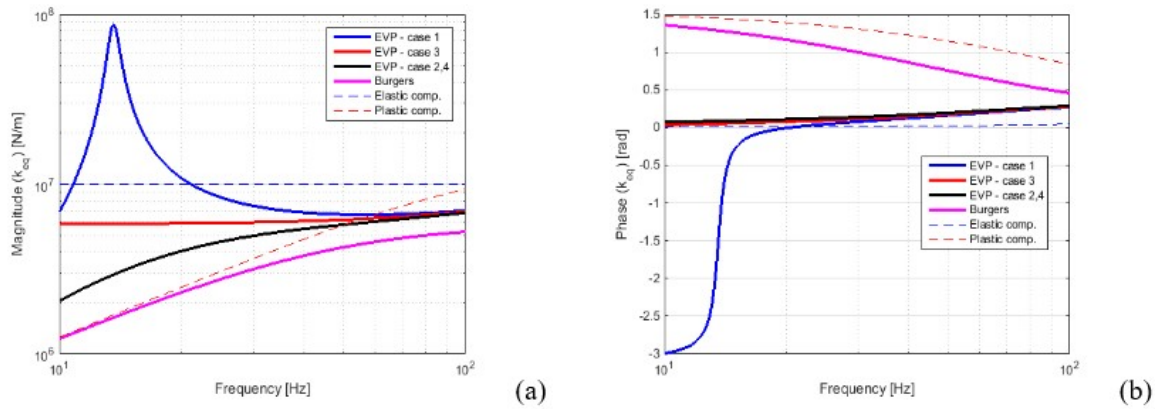 10^8
10^7
10^6
Magnitude (k_eq) [N/m]
EVP - case 1
EVP - case 3
EVP - case 2,4
Burgers
Elastic comp.
Plastic comp.
10^1
10^2
Frequency [Hz]
(a)
1.5
1
0.5
0
-0.5
-1
-1.5
-2
-2.5
-3
Phase (k_eq) [rad]
EVP - case 1
EVP - case 3
EVP - case 2,4
Burgers
Elastic comp.
Plastic comp.
10^1
10^2
Frequency [Hz]
(b)